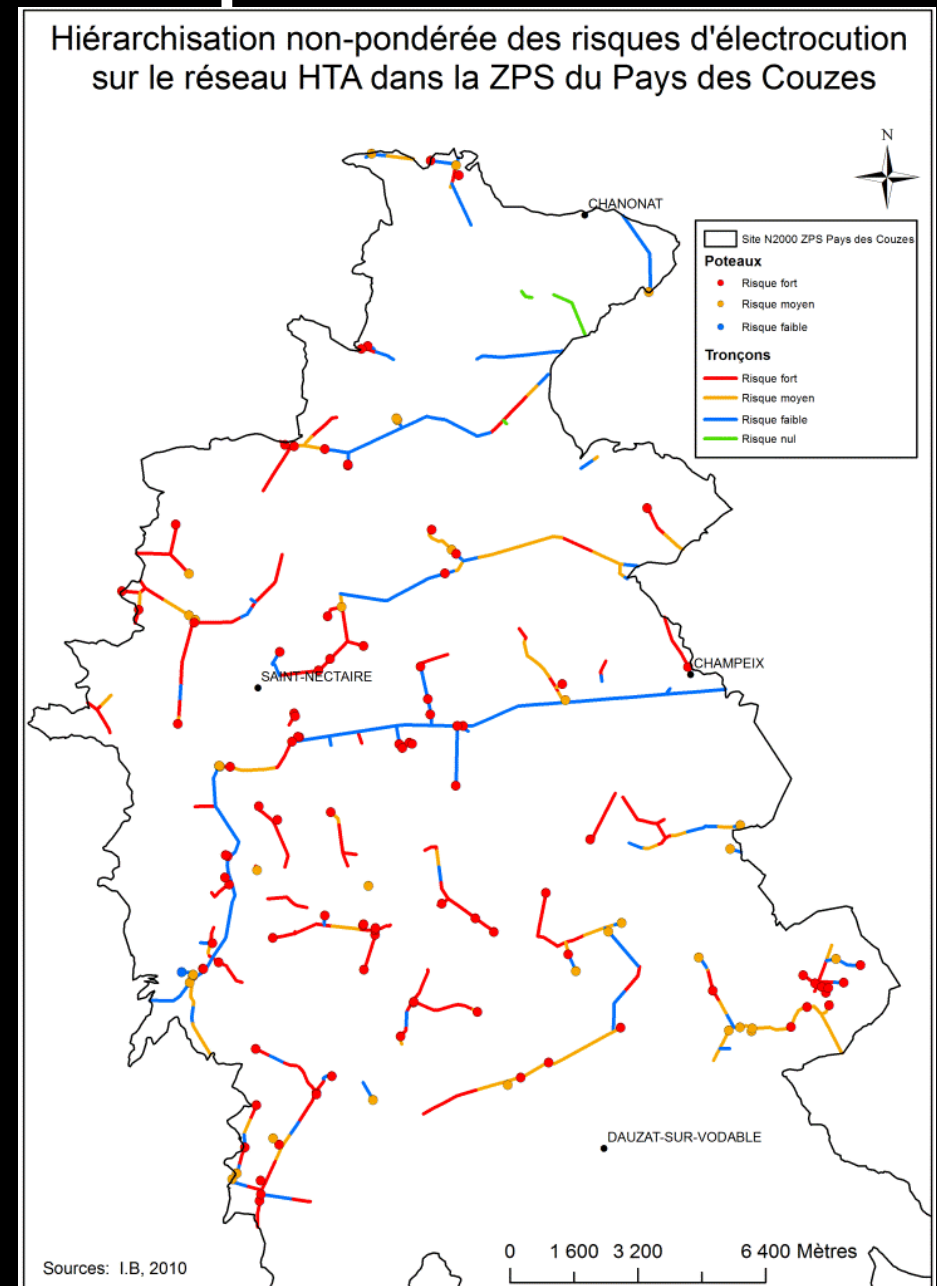 Hiérarchisation non-pondérée des risques d'électrocution
sur le réseau HTA dans la ZPS du Pays des Couzes
N
CHANONAT
Site N2000 ZPS Pays des Couzes
Poteaux
Risque fort
Risque moyen
Risque faible
Tronçons
Risque fort
Risque moyen
Risque faible
Risque nul
CHAMPEIX
SAINT-NECTAIRE
DAUZAT-SUR-VODABLE
0 1 600 3 200 6 400 Mètres
Sources: I.B, 2010